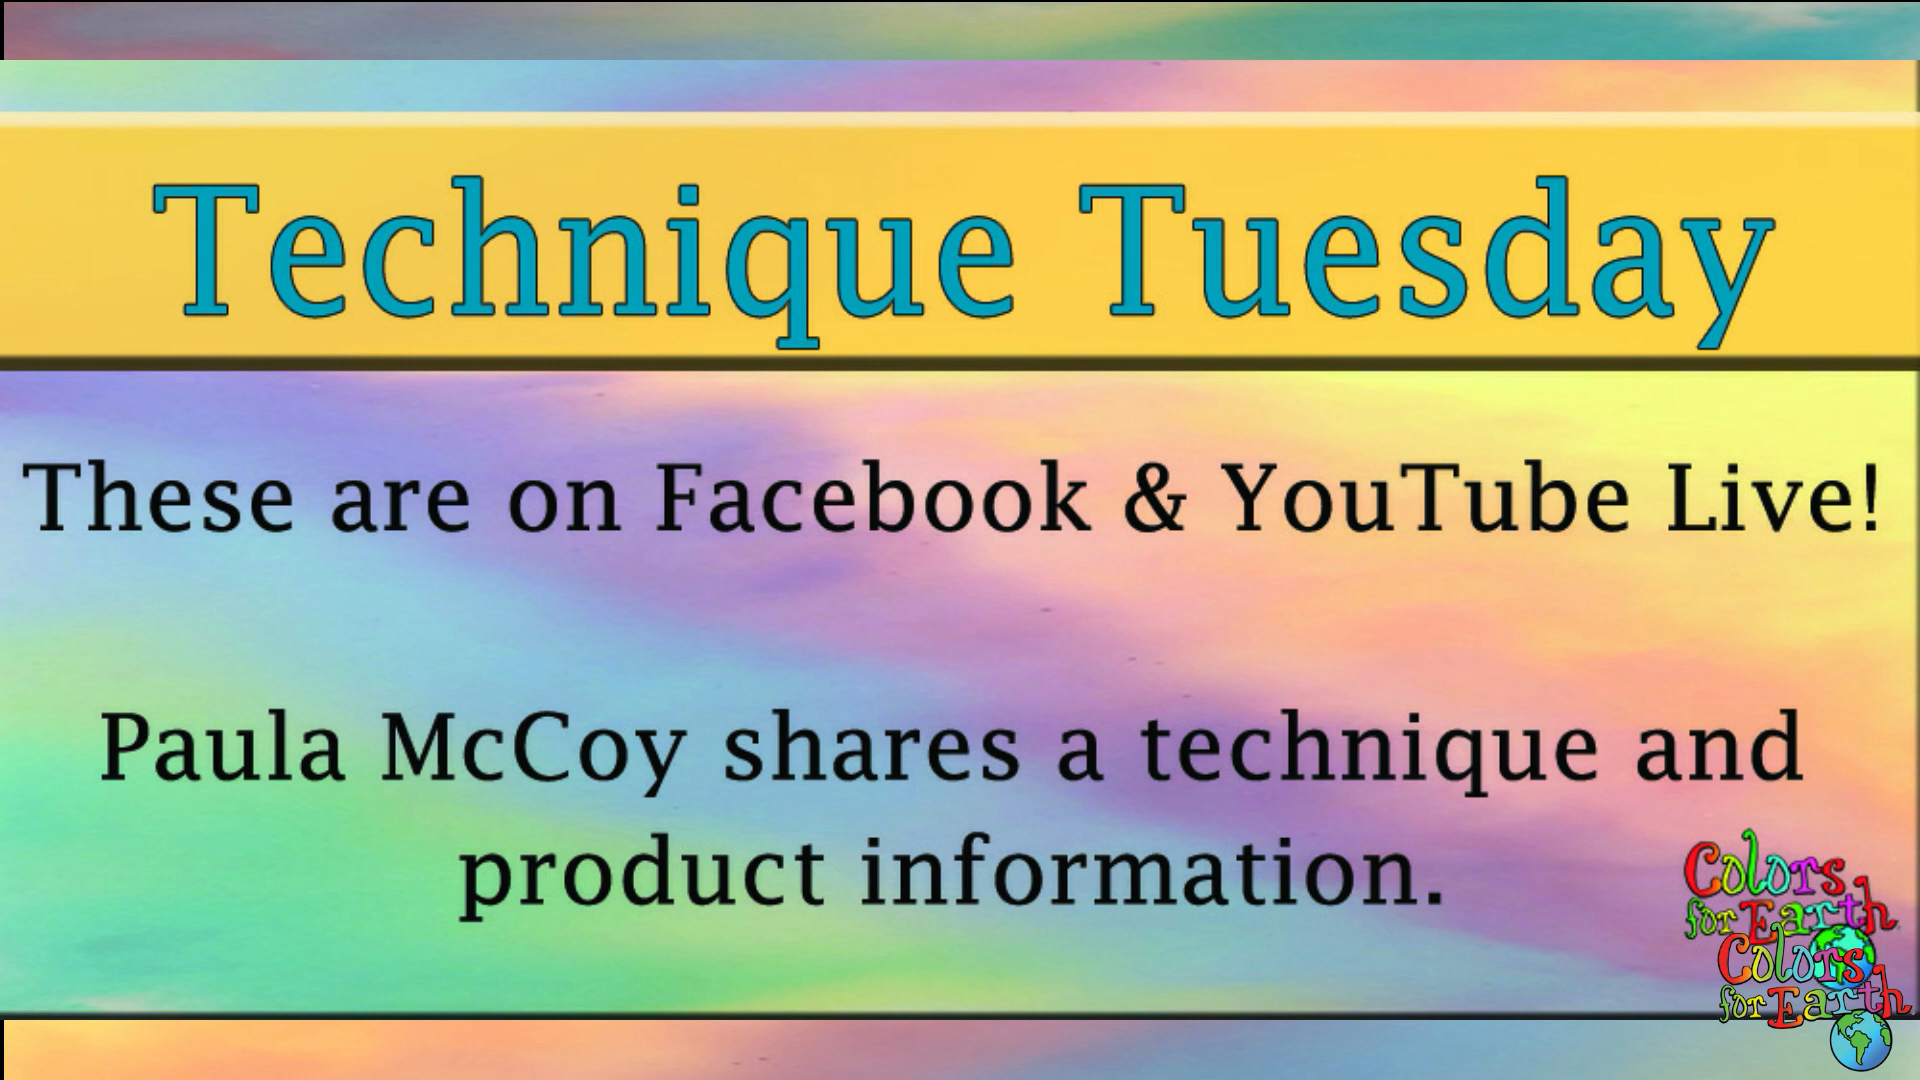 Technique Tuesday
These are on Facebook & YouTube Live!
Paula McCoy shares a technique and
product information.
Colors
for Earth
Colors
for Earth